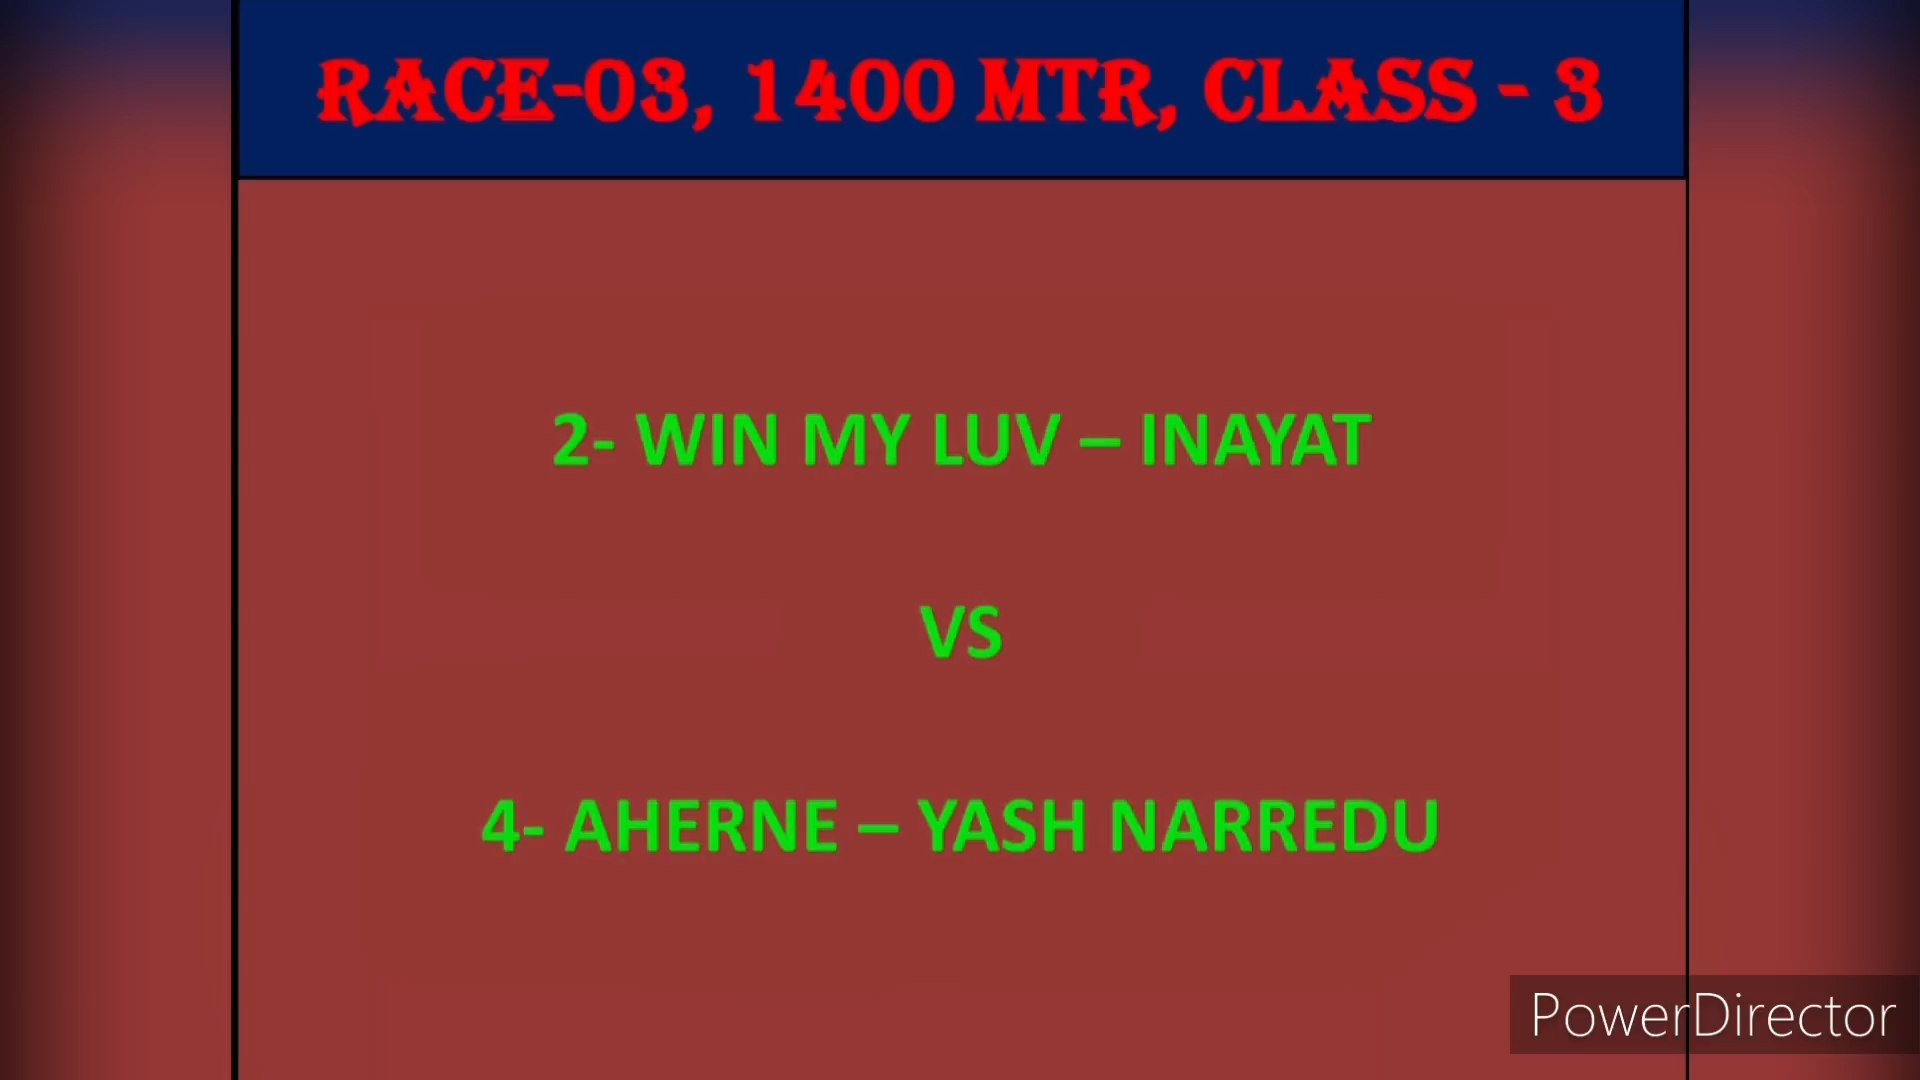 RACE-03, 1400 MTR, CLASS - 3
2- WIN MY LUV – INAYAT
VS
4- AHERNE – YASH NARREDU
PowerDirector